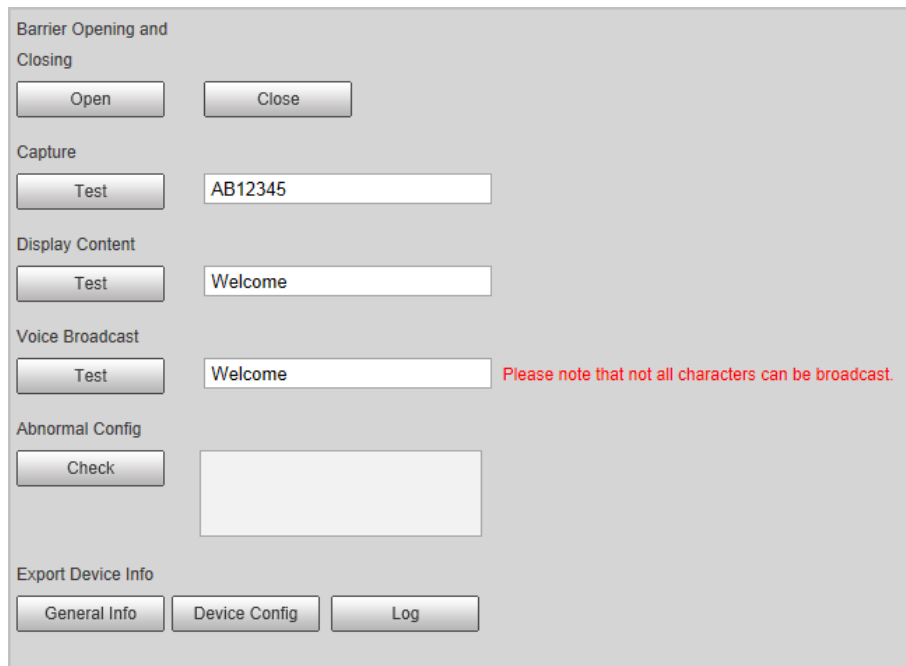 Barrier Opening and
Closing
Open Close
Capture
Test AB12345
Display Content
Test Welcome
Voice Broadcast
Test Welcome Please note that not all characters can be broadcast.
Abnormal Config
Check
Export Device Info
General Info Device Config Log